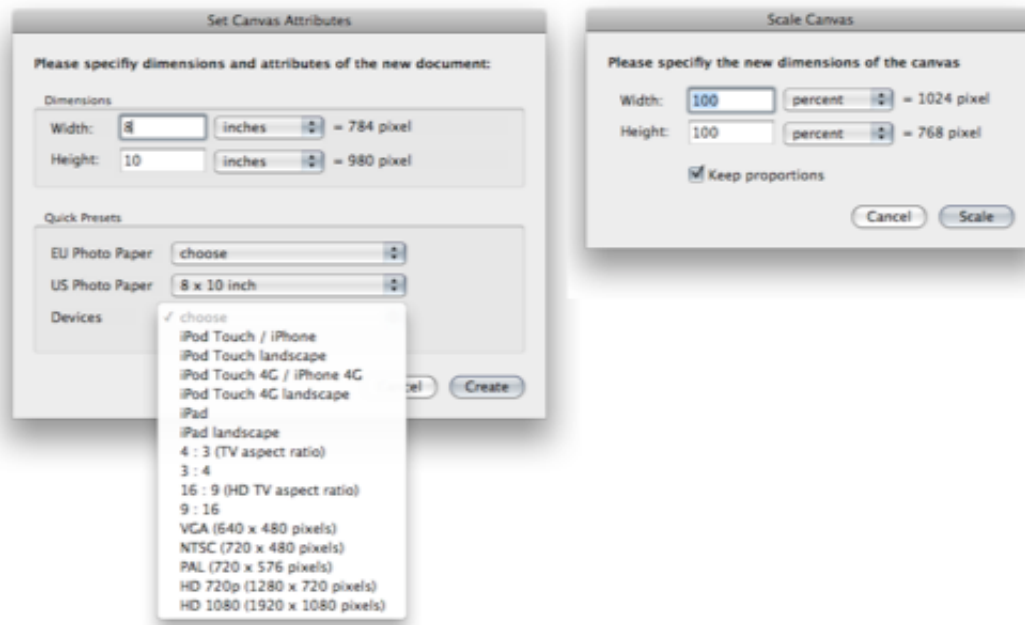 Set Canvas Attributes
Please specifiy dimensions and attributes of the new document:
Dimensions
Width: 8 inches = 784 pixel
Height: 10 inches = 980 pixel
Quick Presets
EU Photo Paper choose
US Photo Paper 8 x 10 inch
Devices ✓ choose
iPod Touch / iPhone
iPod Touch landscape
iPod Touch 4G / iPhone 4G
iPod Touch 4G landscape
iPad
iPad landscape
4 : 3 (TV aspect ratio)
3 : 4
16 : 9 (HD TV aspect ratio)
9 : 16
VGA (640 x 480 pixels)
NTSC (720 x 480 pixels)
PAL (720 x 576 pixels)
HD 720p (1280 x 720 pixels)
HD 1080 (1920 x 1080 pixels)
Create
Scale Canvas
Please specifiy the new dimensions of the canvas
Width: 100 percent = 1024 pixel
Height: 100 percent = 768 pixel
Keep proportions
Cancel Scale